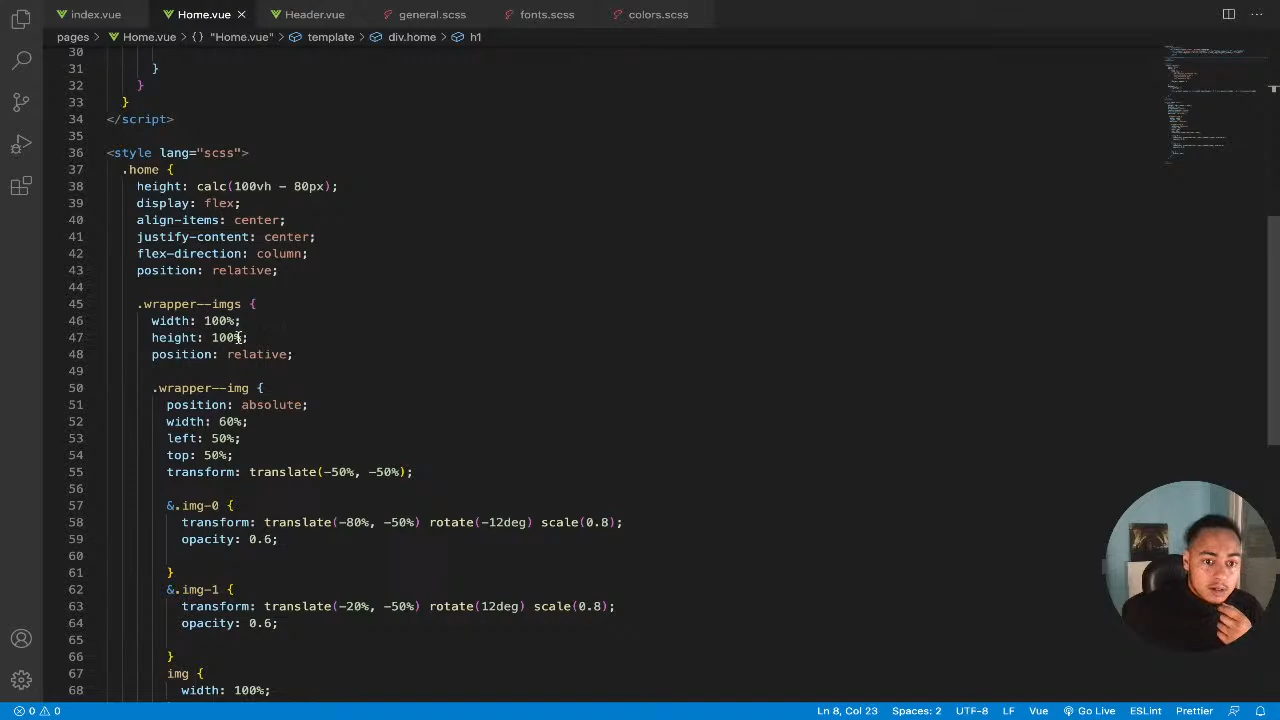 index.vue Home.vue Header.vue general.scss fonts.scss colors.scss
pages > Home.vue > {} "Home.vue" > template > div.home > h1
30
31 }
32 }
33 }
34 </script>
35
36 <style lang="scss">
37 .home {
38 height: calc(100vh - 80px);
39 display: flex;
40 align-items: center;
41 justify-content: center;
42 flex-direction: column;
43 position: relative;
44
45 .wrapper--imgs {
46 width: 100%;
47 height: 100%;
48 position: relative;
49
50 .wrapper--img {
51 position: absolute;
52 width: 60%;
53 left: 50%;
54 top: 50%;
55 transform: translate(-50%, -50%);
56
57 &.img-0 {
58 transform: translate(-80%, -50%) rotate(-12deg) scale(0.8);
59 opacity: 0.6;
60
61 }
62 &.img-1 {
63 transform: translate(-20%, -50%) rotate(12deg) scale(0.8);
64 opacity: 0.6;
65
66 }
67 img {
68 width: 100%;
0 0 Ln 8, Col 23 Spaces: 2 UTF-8 LF Vue Go Live ESLint Prettier